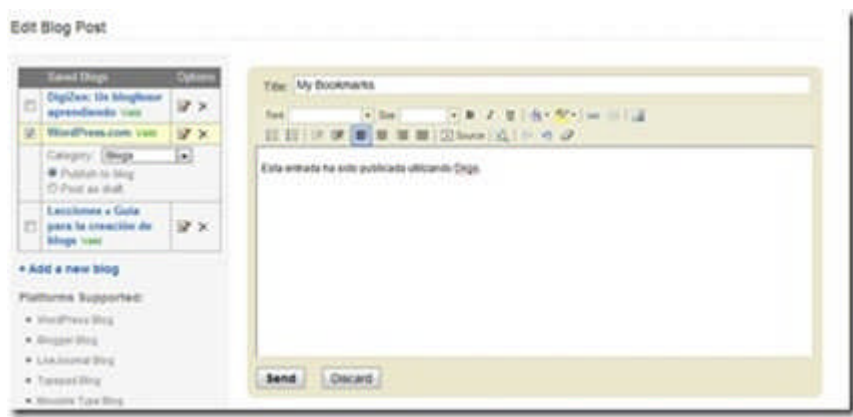 Edit Blog Post
Saved Blogs Options
DigiZen: Un blogfesor
aprendiendo
WordPress.com
Category: Blogs
Publish to blog
Post as draft
Lecciones » Guía
para la creación de
blogs
+ Add a new blog
Platforms Supported:
WordPress Blog
Blogger Blog
LiveJournal Blog
Typepad Blog
Movable Type Blog
Title: My Bookmarks
Font Size
Source
Esta entrada ha sido publicada utilizando Diigo.
Send Discard